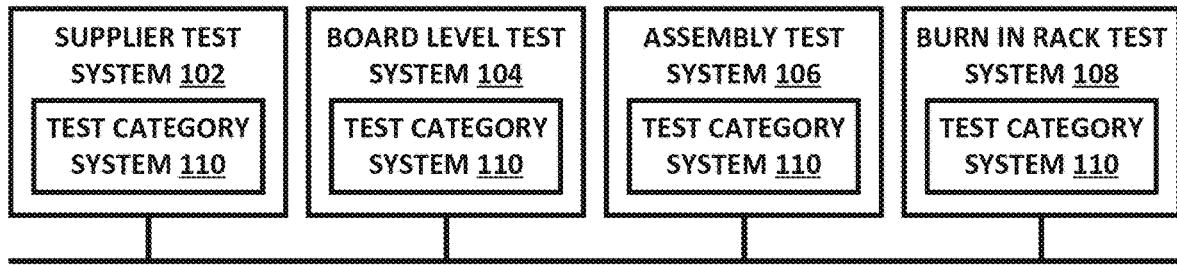 SUPPLIER TEST
SYSTEM 102
TEST CATEGORY
SYSTEM 110
BOARD LEVEL TEST
SYSTEM 104
TEST CATEGORY
SYSTEM 110
ASSEMBLY TEST
SYSTEM 106
TEST CATEGORY
SYSTEM 110
BURN IN RACK TEST
SYSTEM 108
TEST CATEGORY
SYSTEM 110